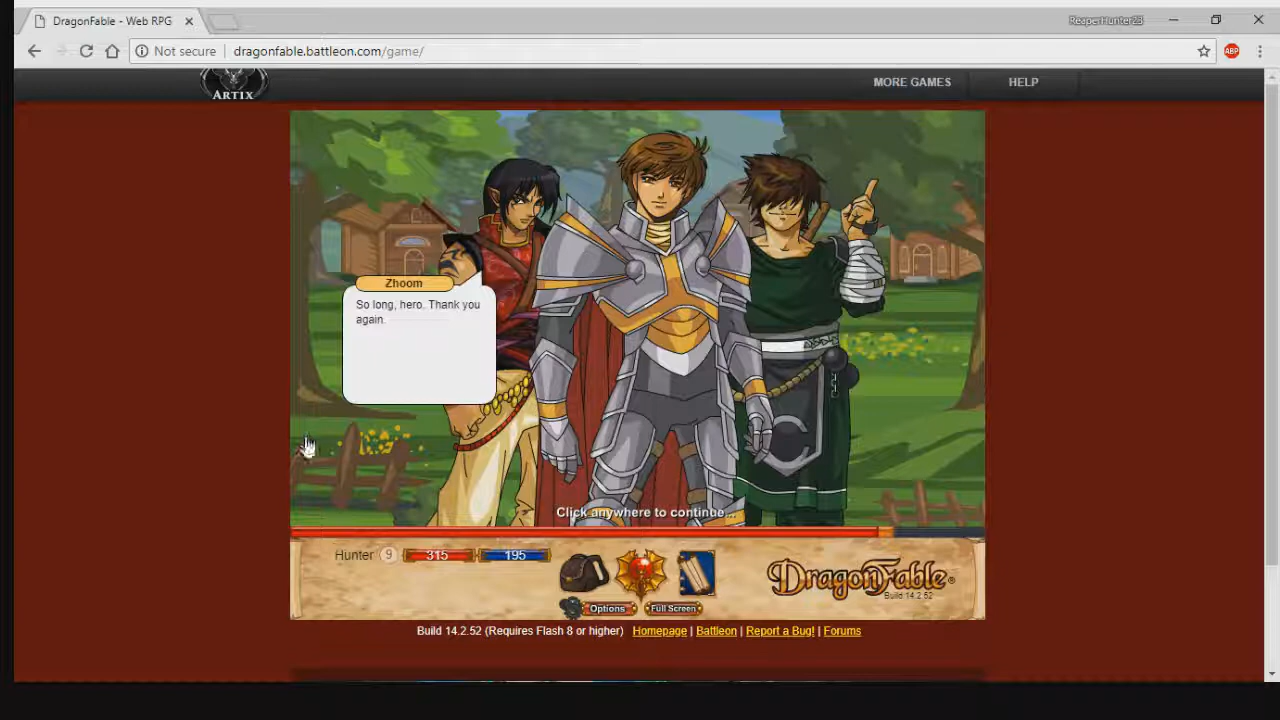 DragonFable - Web RPG
ReeperHunter23
Not secure | dragonfable.battleon.com/game/
ABP
ARTIX
MORE GAMES
HELP
Zhoom
So long, hero. Thank you
again.
Click anywhere to continue...
Hunter 9 315 195
DragonFable
Build 14.2.52
Options
Full Screen
Build 14.2.52 (Requires Flash 8 or higher) Homepage | Battleon | Report a Bug! | Forums